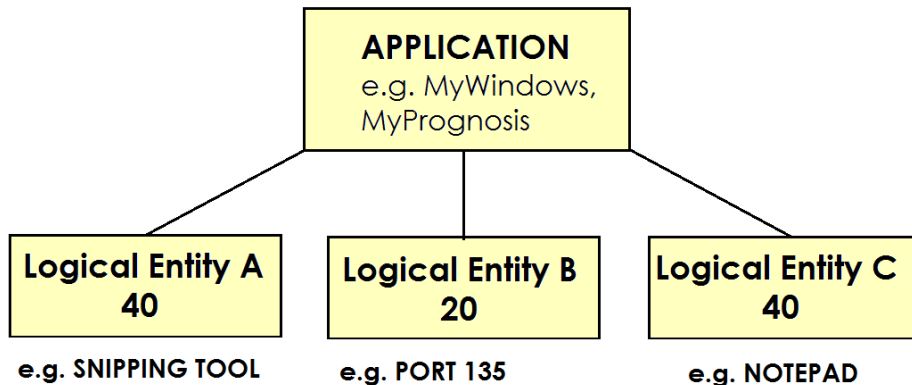 APPLICATION
e.g. MyWindows,
MyPrognosis
Logical Entity A
40
Logical Entity B
20
Logical Entity C
40
e.g. SNIPPING TOOL
e.g. PORT 135
e.g. NOTEPAD